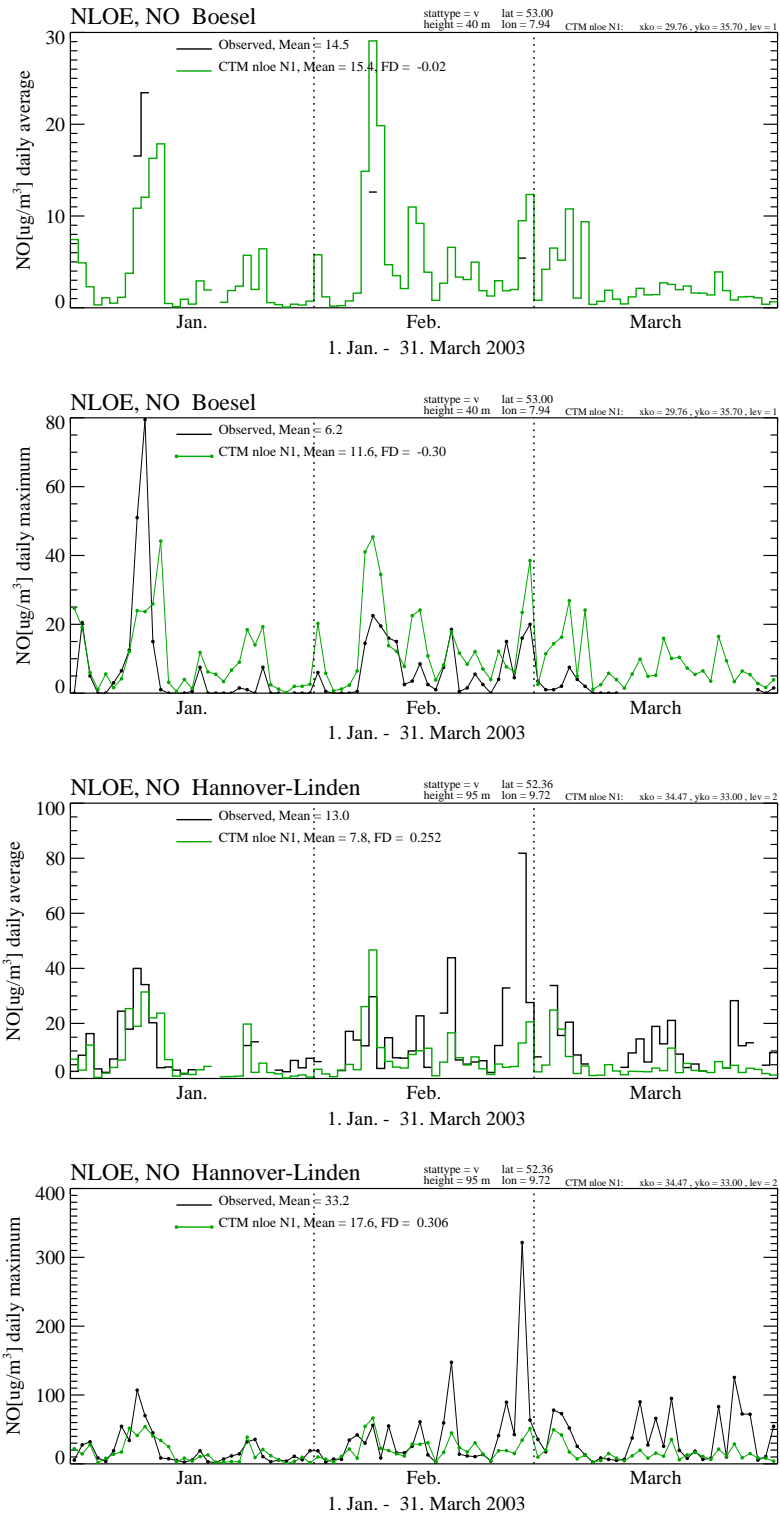 NLOE, NO  Boesel
stattype = v lat = 53.00
height = 40 m lon = 7.94 CTM nloe N1: xko = 29.76 , yko = 35.70 , lev = 1
Observed, Mean = 14.5
CTM nloe N1, Mean = 15.4, FD = -0.02
NO[ug/m³] daily average
30
20
10
0
Jan. Feb. March
1. Jan. - 31. March 2003
NLOE, NO  Boesel
stattype = v lat = 53.00
height = 40 m lon = 7.94 CTM nloe N1: xko = 29.76 , yko = 35.70 , lev = 1
Observed, Mean = 6.2
CTM nloe N1, Mean = 11.6, FD = -0.30
NO[ug/m³] daily maximum
80
60
40
20
0
Jan. Feb. March
1. Jan. - 31. March 2003
NLOE, NO  Hannover-Linden
stattype = v lat = 52.36
height = 95 m lon = 9.72 CTM nloe N1: xko = 34.47 , yko = 33.00 , lev = 2
Observed, Mean = 13.0
CTM nloe N1, Mean = 7.8, FD = 0.252
NO[ug/m³] daily average
100
80
60
40
20
0
Jan. Feb. March
1. Jan. - 31. March 2003
NLOE, NO  Hannover-Linden
stattype = v lat = 52.36
height = 95 m lon = 9.72 CTM nloe N1: xko = 34.47 , yko = 33.00 , lev = 2
Observed, Mean = 33.2
CTM nloe N1, Mean = 17.6, FD = 0.306
NO[ug/m³] daily maximum
400
300
200
100
0
Jan. Feb. March
1. Jan. - 31. March 2003